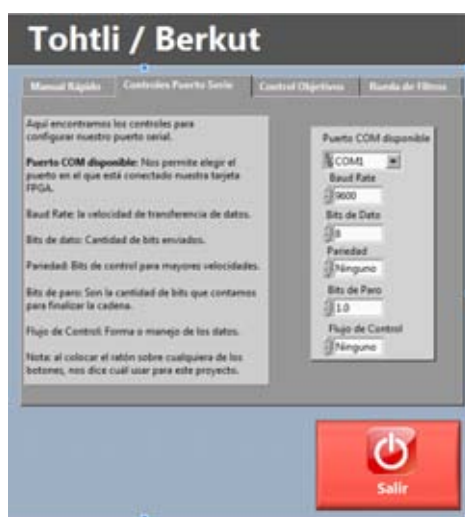 Tohtli / Berkut
Manual Rápido
Controles Puerto Serie
Control Objetivos
Rueda de Filtros
Aquí encontramos los controles para
configurar nuestro puerto serial.
Puerto COM disponible: Nos permite elegir el
puerto en el que está conectado nuestra tarjeta
FPGA.
Baud Rate: la velocidad de transferencia de datos.
Bits de dato: Cantidad de bits enviados.
Pariedad: Bits de control para mayores velocidades.
Bits de paro: Son la cantidad de bits que contamos
para finalizar la cadena.
Flujo de Control: Forma o manejo de los datos.
Nota: al colocar el ratón sobre cualquiera de los
botones, nos dice cuál usar para este proyecto.
Puerto COM disponible
COM1
Baud Rate
9600
Bits de Dato
8
Pariedad
Ninguno
Bits de Paro
1.0
Flujo de Control
Ninguno
Salir